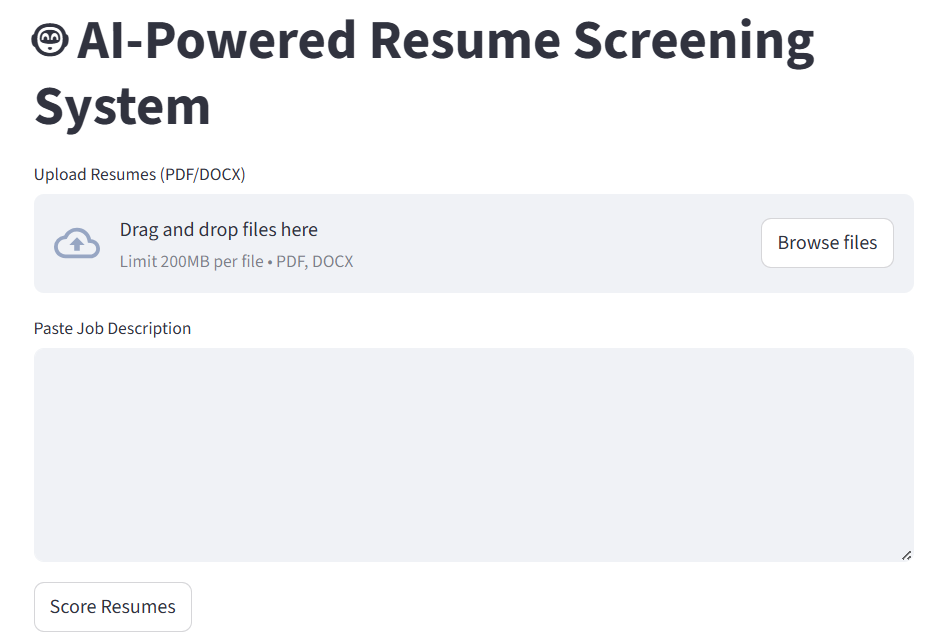 AI-Powered Resume Screening
System
Upload Resumes (PDF/DOCX)
Drag and drop files here
Limit 200MB per file • PDF, DOCX
Browse files
Paste Job Description
Score Resumes